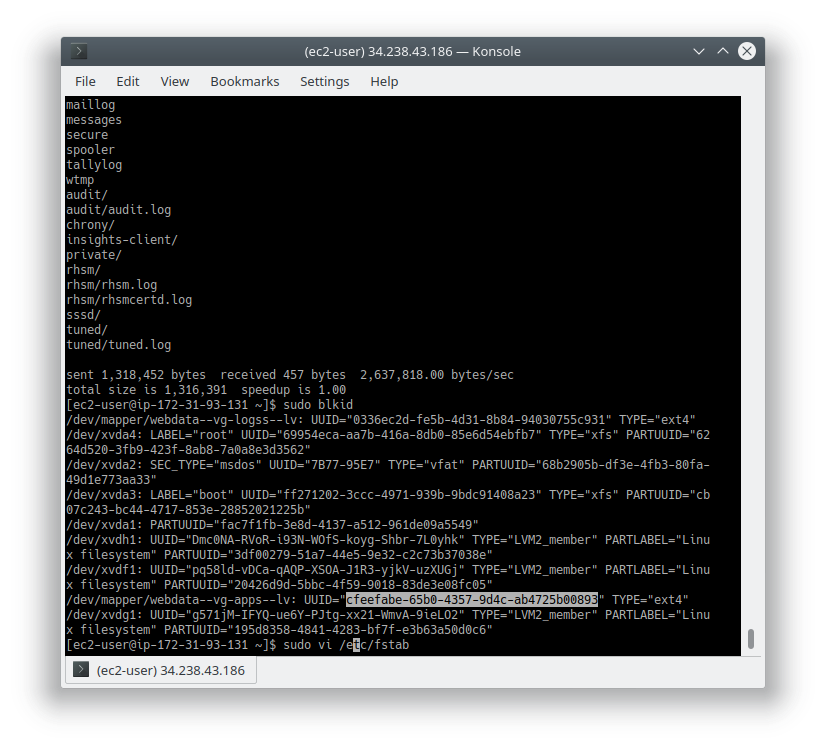 (ec2-user) 34.238.43.186 — Konsole
File Edit View Bookmarks Settings Help
maillog
messages
secure
spooler
tallylog
wtmp
audit/
audit/audit.log
chrony/
insights-client/
private/
rhsm/
rhsm/rhsm.log
rhsm/rhsmcertd.log
sssd/
tuned/
tuned/tuned.log
sent 1,318,452 bytes  received 457 bytes  2,637,818.00 bytes/sec
total size is 1,316,391  speedup is 1.00
[ec2-user@ip-172-31-93-131 ~]$ sudo blkid
/dev/mapper/webdata--vg-logss--lv: UUID="0336ec2d-fe5b-4d31-8b84-94030755c931" TYPE="ext4"
/dev/xvda4: LABEL="root" UUID="69954eca-aa7b-416a-8db0-85e6d54ebfb7" TYPE="xfs" PARTUUID="62
64d520-3fb9-423f-8ab8-7a0a8e3d3562"
/dev/xvda2: SEC_TYPE="msdos" UUID="7B77-95E7" TYPE="vfat" PARTUUID="68b2905b-df3e-4fb3-80fa-
49d1e773aa33"
/dev/xvda3: LABEL="boot" UUID="ff271202-3ccc-4971-939b-9bdc91408a23" TYPE="xfs" PARTUUID="cb
07c243-bc44-4717-853e-28852021225b"
/dev/xvda1: PARTUUID="fac7f1fb-3e8d-4137-a512-961de09a5549"
/dev/xvdh1: UUID="Dmc0NA-RVoR-i93N-WOfS-koyg-Shbr-7L0yhk" TYPE="LVM2_member" PARTLABEL="Linu
x filesystem" PARTUUID="3df00279-51a7-44e5-9e32-c2c73b37038e"
/dev/xvdf1: UUID="pq58ld-vDCa-qAQP-XSOA-J1R3-yjkV-uzXUGj" TYPE="LVM2_member" PARTLABEL="Linu
x filesystem" PARTUUID="20426d9d-5bbc-4f59-9018-83de3e08fc05"
/dev/mapper/webdata--vg-apps--lv: UUID="cfeefabe-65b0-4357-9d4c-ab4725b00893" TYPE="ext4"
/dev/xvdg1: UUID="g571jM-IFYQ-ue6Y-PJtg-xx21-WmvA-9ieLO2" TYPE="LVM2_member" PARTLABEL="Linu
x filesystem" PARTUUID="195d8358-4841-4283-bf7f-e3b63a50d0c6"
[ec2-user@ip-172-31-93-131 ~]$ sudo vi /etc/fstab
(ec2-user) 34.238.43.186